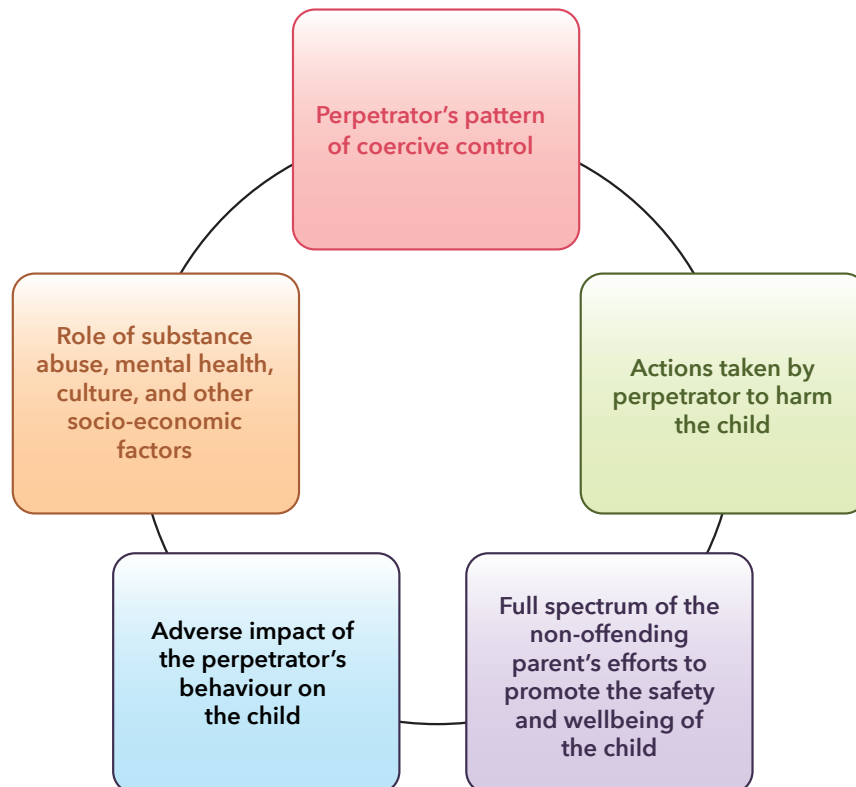 Perpetrator's pattern
of coercive control
Actions taken by
perpetrator to harm
the child
Full spectrum of the
non-offending
parent's efforts to
promote the safety
and wellbeing of
the child
Adverse impact of
the perpetrator's
behaviour on
the child
Role of substance
abuse, mental health,
culture, and other
socio-economic
factors